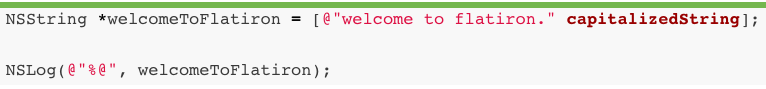 NSString *welcomeToFlatiron = [@"welcome to flatiron." capitalizedString];
NSLog(@"%@", welcomeToFlatiron);